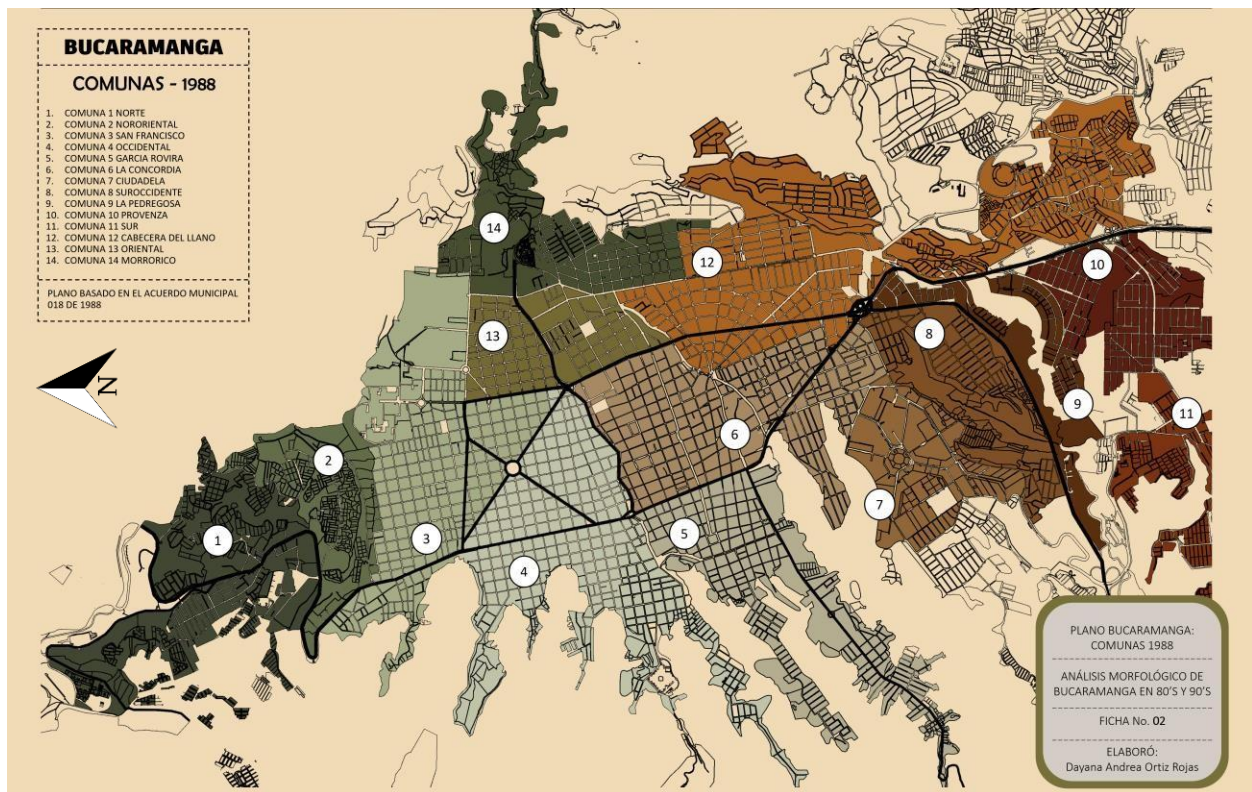 BUCARAMANGA
COMUNAS - 1988
1. COMUNA 1 NORTE
2. COMUNA 2 NORORIENTAL
3. COMUNA 3 SAN FRANCISCO
4. COMUNA 4 OCCIDENTAL
5. COMUNA 5 GARCIA ROVIRA
6. COMUNA 6 LA CONCORDIA
7. COMUNA 7 CIUDADELA
8. COMUNA 8 SUROCCIDENTE
9. COMUNA 9 LA PEDREGOSA
10. COMUNA 10 PROVENZA
11. COMUNA 11 SUR
12. COMUNA 12 CABECERA DEL LLANO
13. COMUNA 13 ORIENTAL
14. COMUNA 14 MORRORICO
PLANO BASADO EN EL ACUERDO MUNICIPAL
018 DE 1988
N
14
12
10
13
8
9
11
6
2
7
1
3
5
4
PLANO BUCARAMANGA:
COMUNAS 1988
ANÁLISIS MORFOLÓGICO DE
BUCARAMANGA EN 80'S Y 90'S
FICHA No. 02
ELABORÓ:
Dayana Andrea Ortiz Rojas